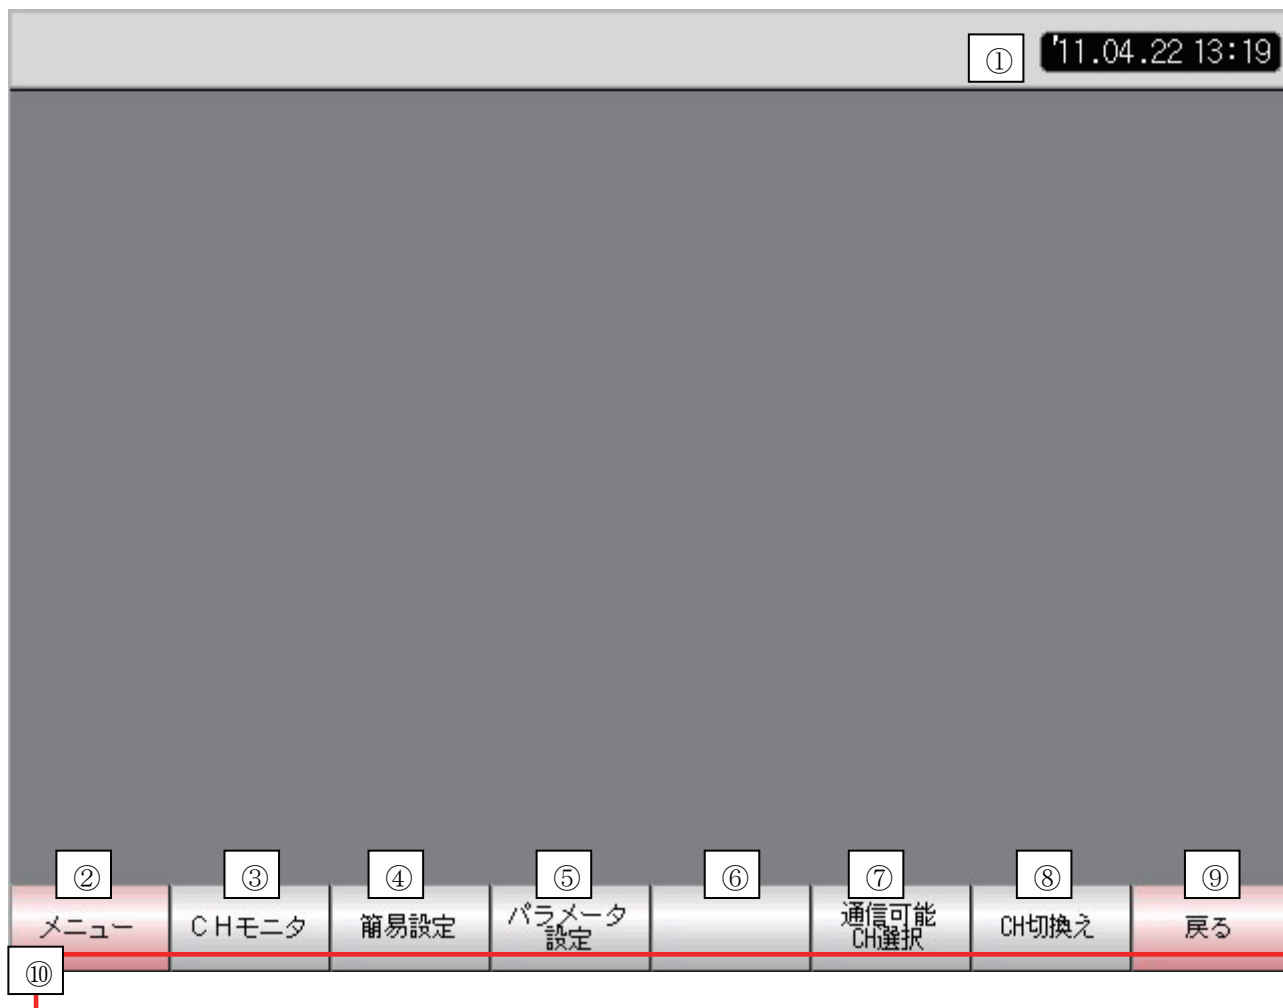 ①
'11.04.22 13:19
② ③ ④ ⑤ ⑥ ⑦ ⑧ ⑨
メニュー
CHモニタ
簡易設定
パラメータ
設定
通信可能
CH選択
CH切換え
戻る
⑩